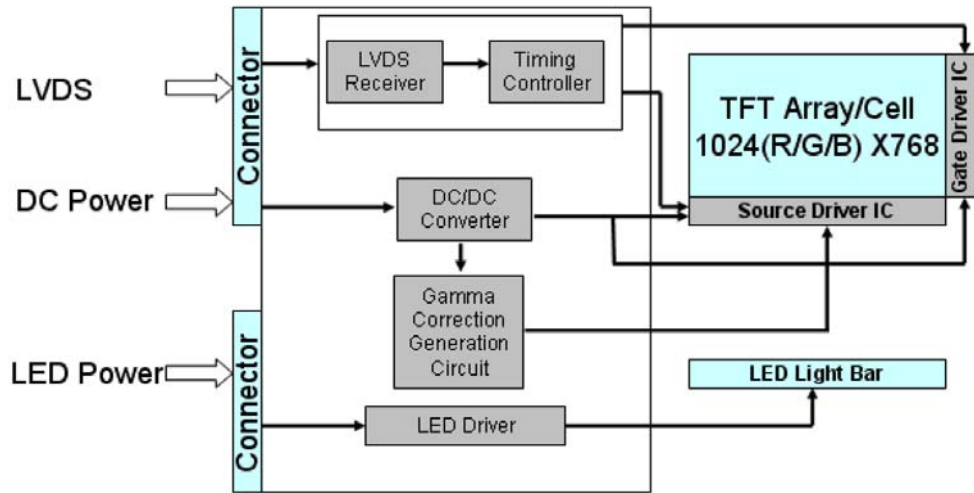 LVDS
DC Power
LED Power
Connector
Connector
LVDS
Receiver
Timing
Controller
DC/DC
Converter
Gamma
Correction
Generation
Circuit
LED Driver
TFT Array/Cell
1024(R/G/B) X768
Gate Driver IC
Source Driver IC
LED Light Bar